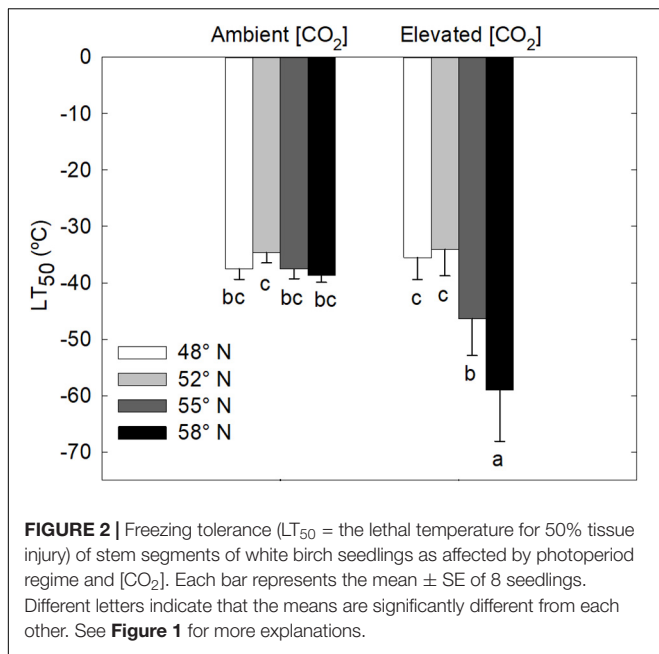 Ambient [CO₂] Elevated [CO₂]
0
-10
-20
-30
-40
-50
-60
-70
LT₅₀ (ºC)
bc c bc bc c c b a
48° N
52° N
55° N
58° N
FIGURE 2 | Freezing tolerance (LT₅₀ = the lethal temperature for 50% tissue
injury) of stem segments of white birch seedlings as affected by photoperiod
regime and [CO₂]. Each bar represents the mean ± SE of 8 seedlings.
Different letters indicate that the means are significantly different from each
other. See Figure 1 for more explanations.